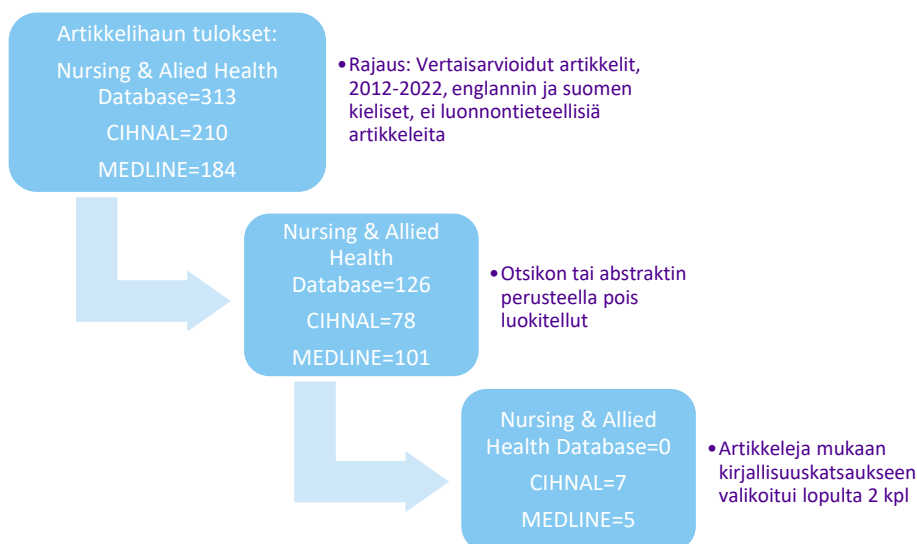 Artikkelihaun tulokset:
Nursing & Alied Health
Database=313
CIHNAL=210
MEDLINE=184
•Rajaus: Vertaisarvioidut artikkelit,
2012-2022, englannin ja suomen
kieliset, ei luonnontieteellisiä
artikkeleita
Nursing & Allied
Health
Database=126
CIHNAL=78
MEDLINE=101
•Otsikon tai abstraktin
perusteella pois
luokitellut
Nursing & Allied
Health Database=0
CIHNAL=7
MEDLINE=5
•Artikkeleja mukaan
kirjallisuuskatsaukseen
valikoitui lopulta 2 kpl